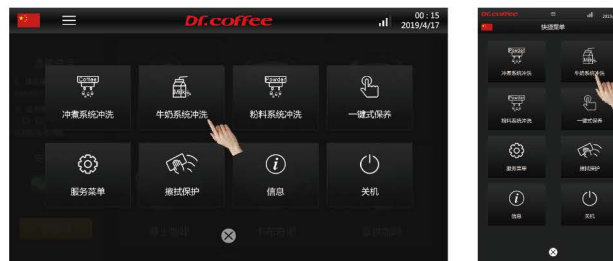 Dr.coffee
00 : 15
2019/4/17
Coffee
MILK
Powder
冲煮系统冲洗
牛奶系统冲洗
粉料系统冲洗
一键式保养
服务菜单
擦拭保护
信息
关机
Dr.coffee
快捷菜单
冲煮系统冲洗
牛奶系统冲洗
粉料系统冲洗
一键式保养
服务菜单
擦拭保护
信息
关机